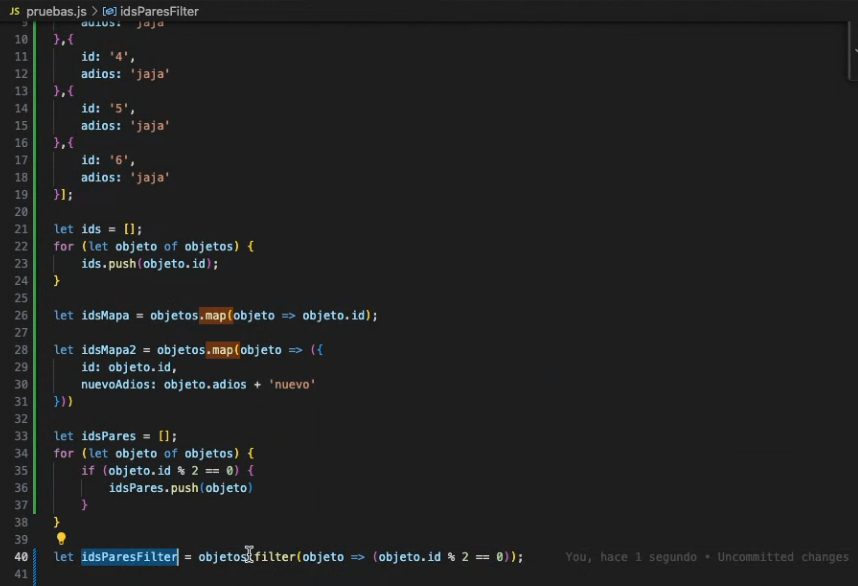 JS pruebas.js > idsParesFilter
9 adios: 'jaja'
10 },{
11 id: '4',
12 adios: 'jaja'
13 },{
14 id: '5',
15 adios: 'jaja'
16 },{
17 id: '6',
18 adios: 'jaja'
19 }];
20
21 let ids = [];
22 for (let objeto of objetos) {
23 ids.push(objeto.id);
24 }
25
26 let idsMapa = objetos.map(objeto => objeto.id);
27
28 let idsMapa2 = objetos.map(objeto => ({
29 id: objeto.id,
30 nuevoAdios: objeto.adios + 'nuevo'
31 }))
32
33 let idsPares = [];
34 for (let objeto of objetos) {
35 if (objeto.id % 2 == 0) {
36 idsPares.push(objeto)
37 }
38 }
39
40 let idsParesFilter = objetos.filter(objeto => (objeto.id % 2 == 0)); You, hace 1 segundo • Uncommitted changes
41